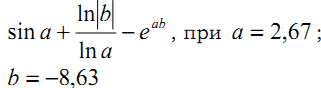 sin a + ln|b| / ln a − e^{ab}, при a = 2,67;
b = −8,63